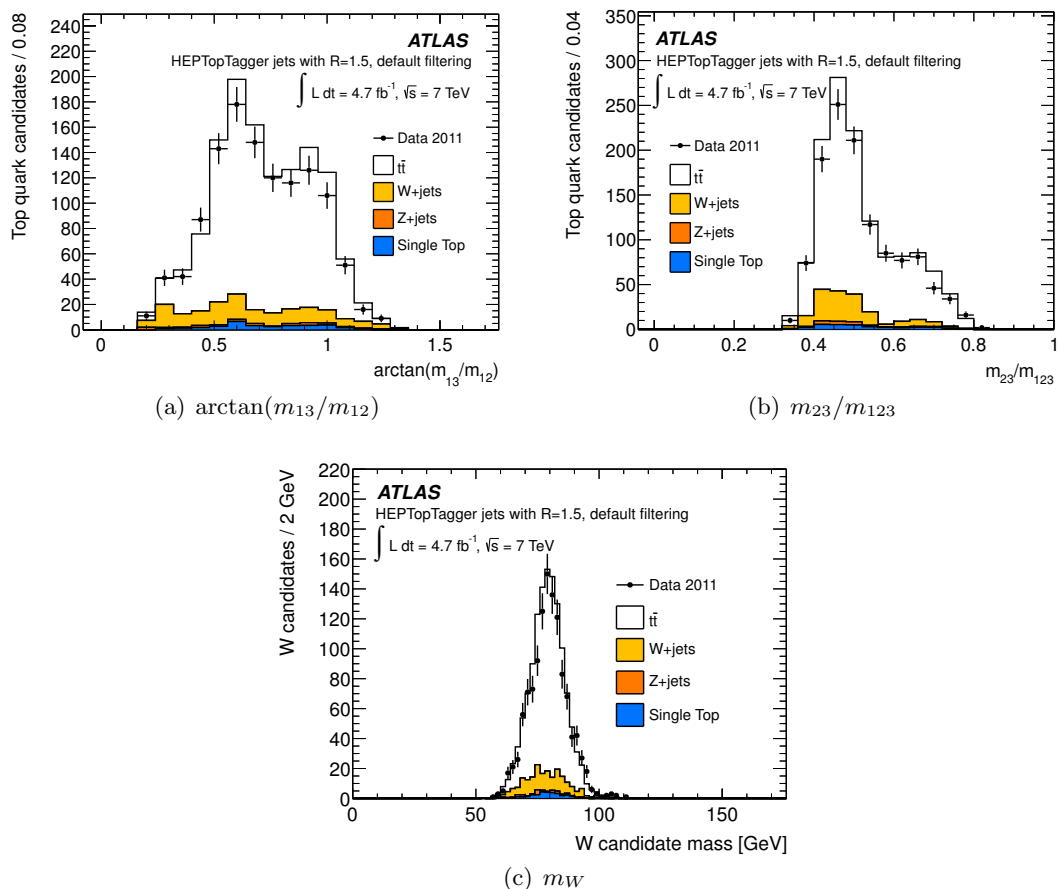 Top quark candidates / 0.08
240
220
200
180
160
140
120
100
80
60
40
20
0
ATLAS
HEPTopTagger jets with R=1.5, default filtering
∫ L dt = 4.7 fb⁻¹, √s = 7 TeV
Data 2011
tt̄
W+jets
Z+jets
Single Top
0 0.5 1 1.5
arctan(m₁₃/m₁₂)
(a) arctan(m₁₃/m₁₂)
Top quark candidates / 0.04
350
300
250
200
150
100
50
0
ATLAS
HEPTopTagger jets with R=1.5, default filtering
∫ L dt = 4.7 fb⁻¹, √s = 7 TeV
Data 2011
tt̄
W+jets
Z+jets
Single Top
0 0.2 0.4 0.6 0.8 1
m₂₃/m₁₂₃
(b) m₂₃/m₁₂₃
W candidates / 2 GeV
220
200
180
160
140
120
100
80
60
40
20
0
ATLAS
HEPTopTagger jets with R=1.5, default filtering
∫ L dt = 4.7 fb⁻¹, √s = 7 TeV
Data 2011
tt̄
W+jets
Z+jets
Single Top
0 50 100 150
W candidate mass [GeV]
(c) m_W